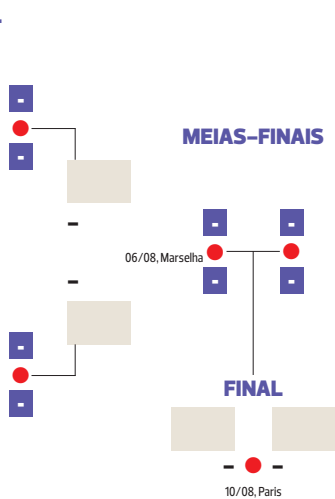 -
-
MEIAS-FINAIS
-
- -
06/08, Marselha
-
- -
-
FINAL
-
- -
10/08, Paris